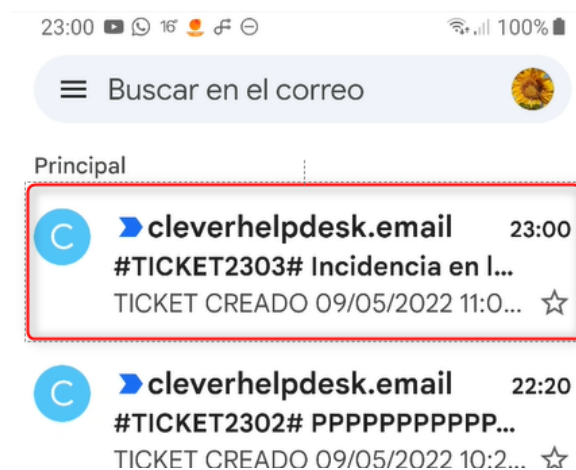 23:00 16° 100%
Buscar en el correo
Principal
C cleverhelpdesk.email 23:00
#TICKET2303# Incidencia en l...
TICKET CREADO 09/05/2022 11:0...
C cleverhelpdesk.email 22:20
#TICKET2302# PPPPPPPPPPP...
TICKET CREADO 09/05/2022 10:2...